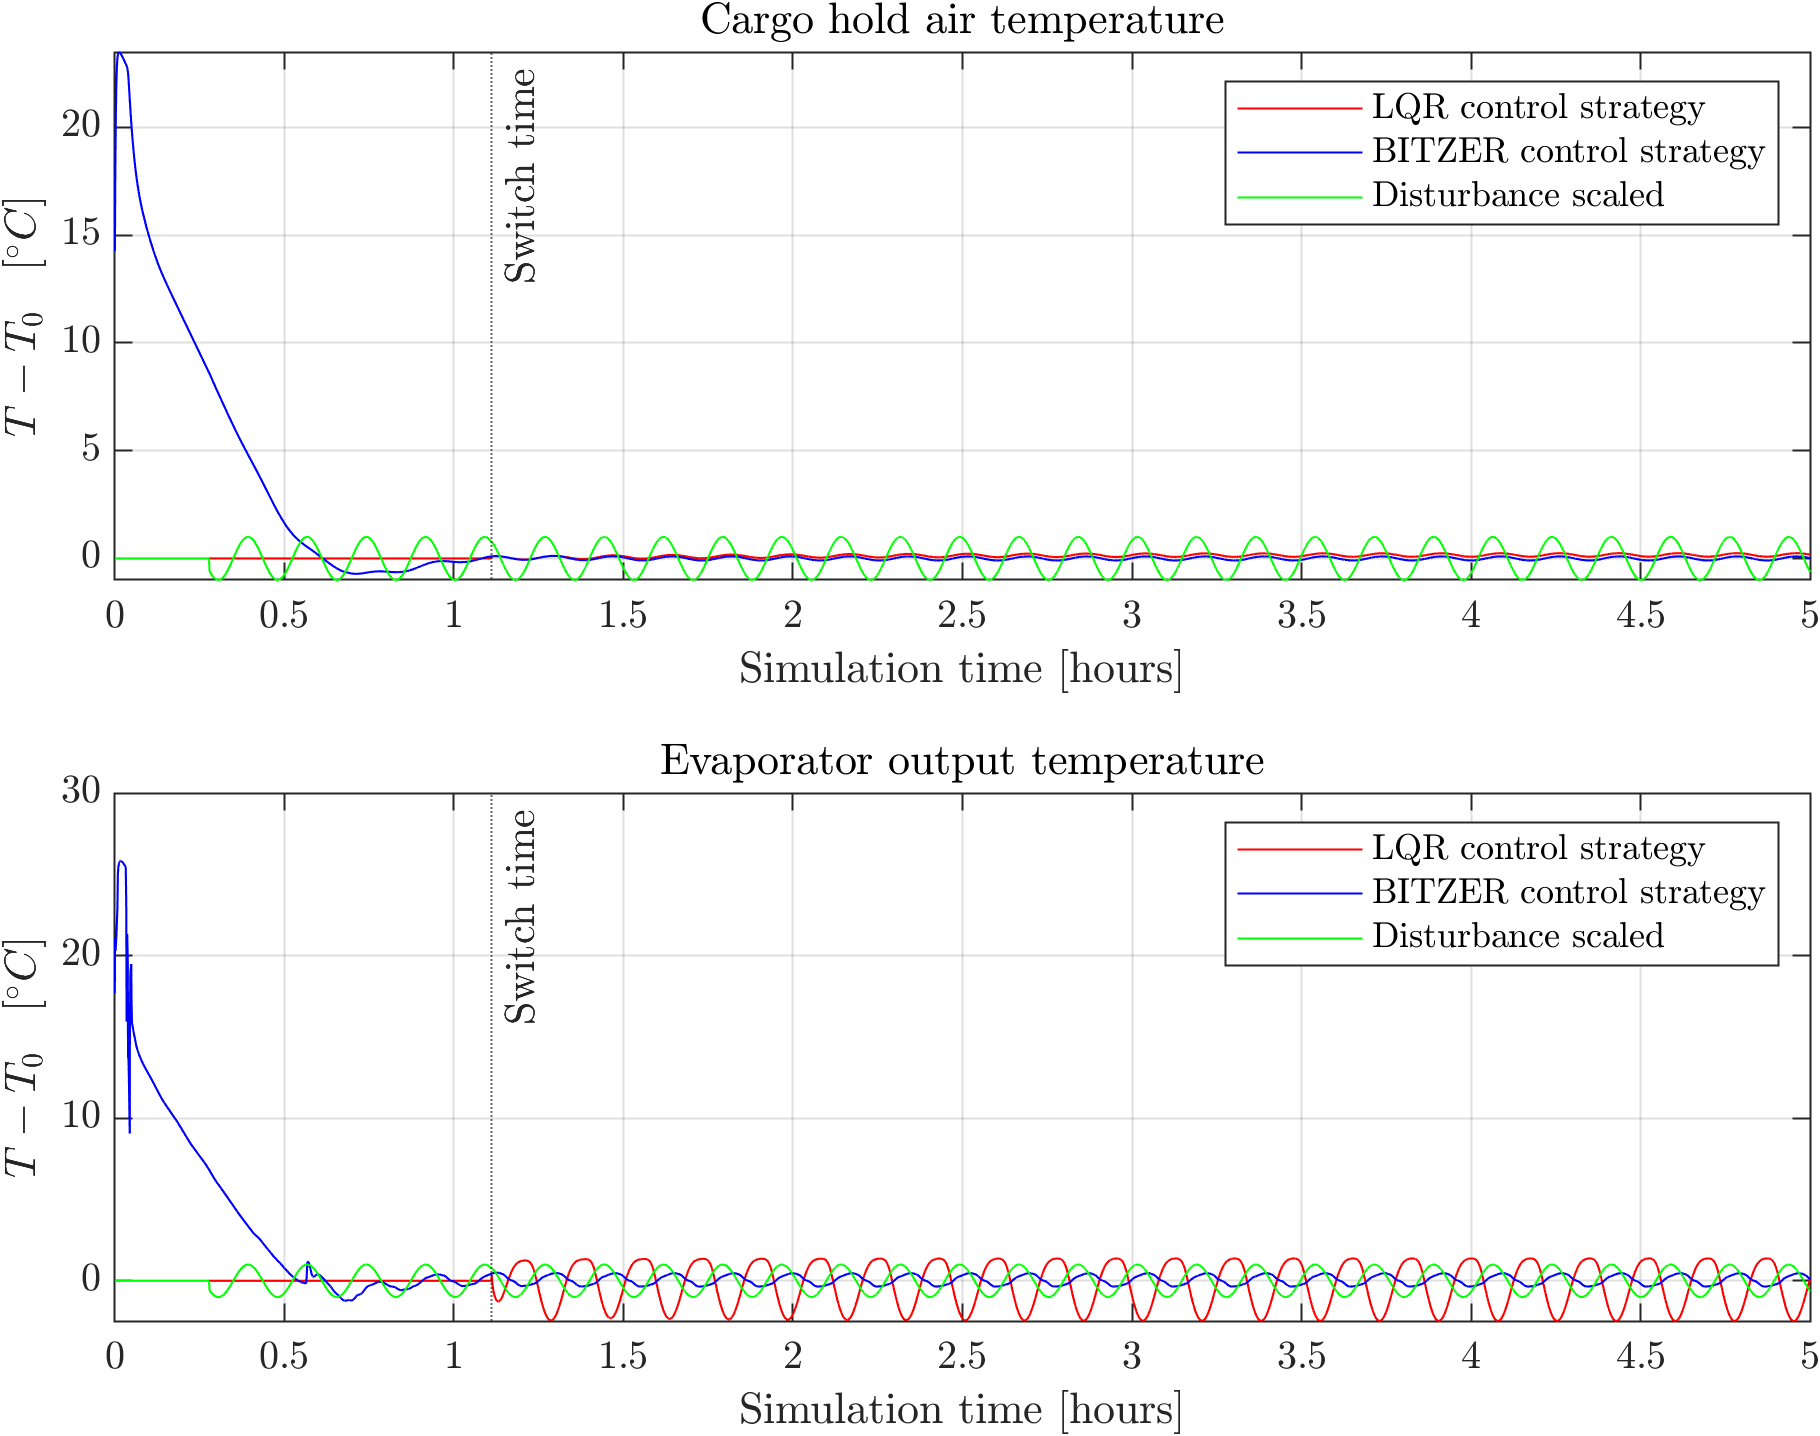 Cargo hold air temperature
20
15
10
5
0
T − T₀ [°C]
Switch time
LQR control strategy
BITZER control strategy
Disturbance scaled
0 0.5 1 1.5 2 2.5 3 3.5 4 4.5 5
Simulation time [hours]
Evaporator output temperature
30
20
10
0
T − T₀ [°C]
Switch time
LQR control strategy
BITZER control strategy
Disturbance scaled
0 0.5 1 1.5 2 2.5 3 3.5 4 4.5 5
Simulation time [hours]